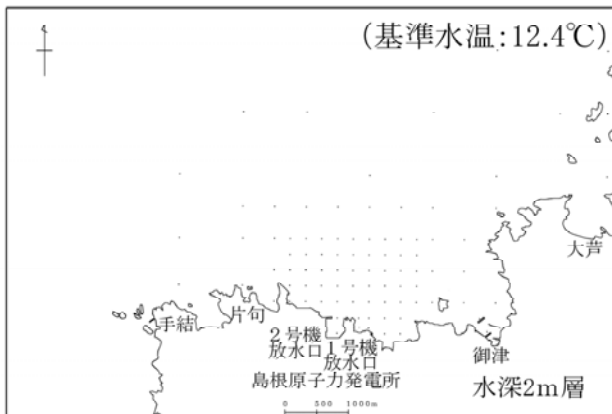 (基準水温:12.4℃)
大芦
片句
手結
2号機
放水口
1号機
放水口
御津
島根原子力発電所
水深2m層
0 500 1000m